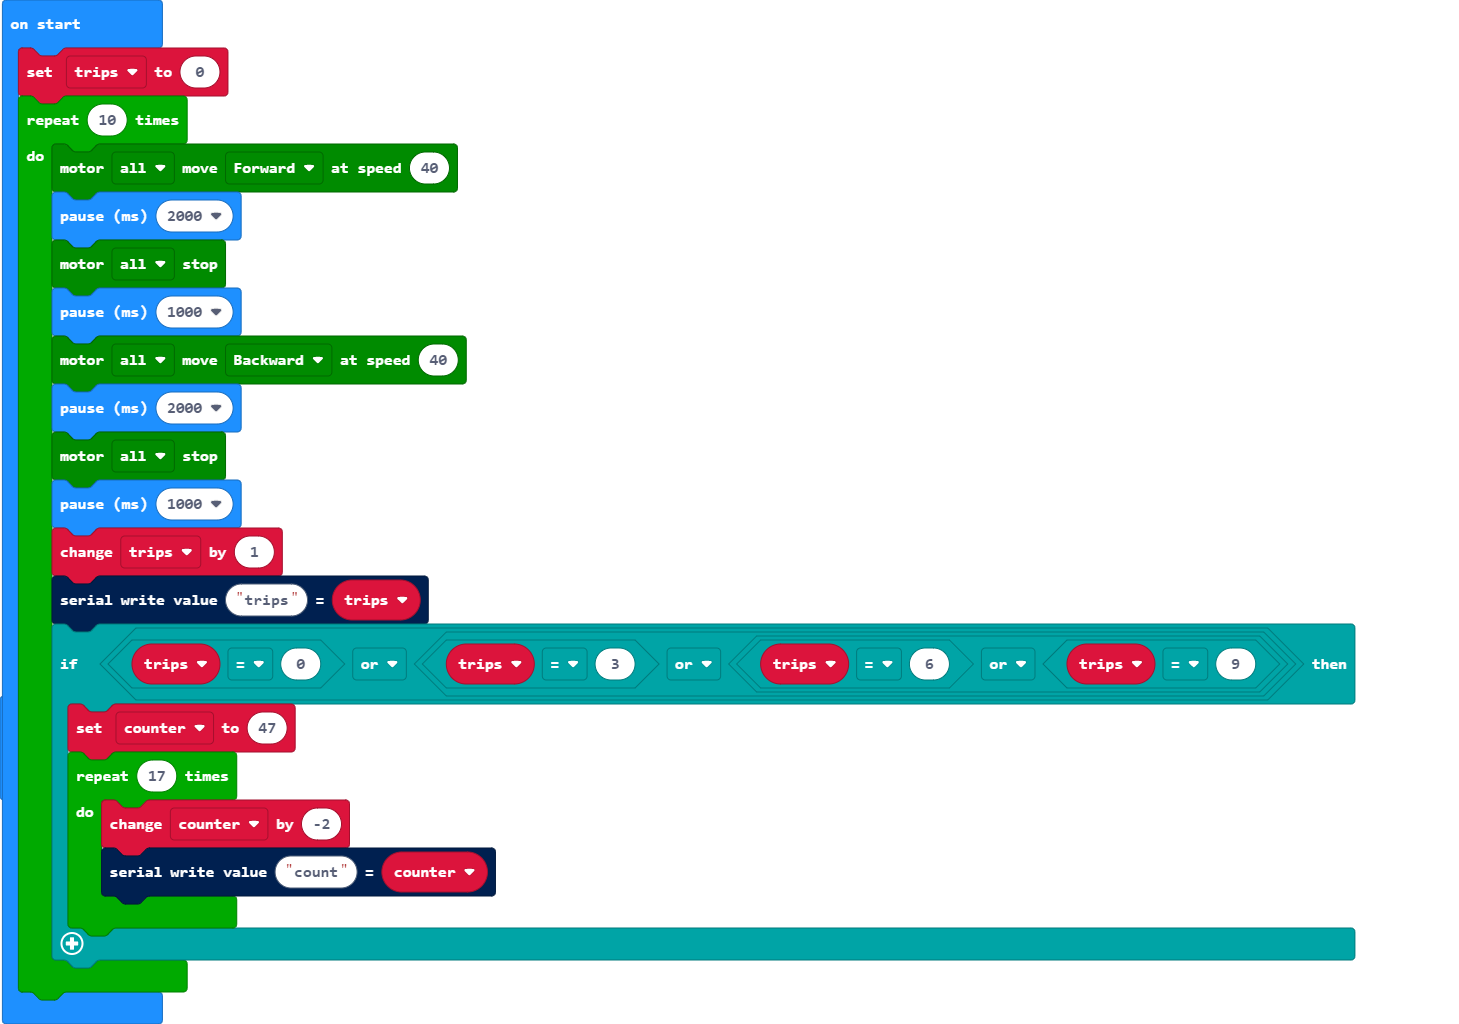 on start
set trips to 0
repeat 10 times
do
motor all move Forward at speed 40
pause (ms) 2000
motor all stop
pause (ms) 1000
motor all move Backward at speed 40
pause (ms) 2000
motor all stop
pause (ms) 1000
change trips by 1
serial write value "trips" = trips
if trips = 0 or trips = 3 or trips = 6 or trips = 9 then
set counter to 47
repeat 17 times
do
change counter by -2
serial write value "count" = counter